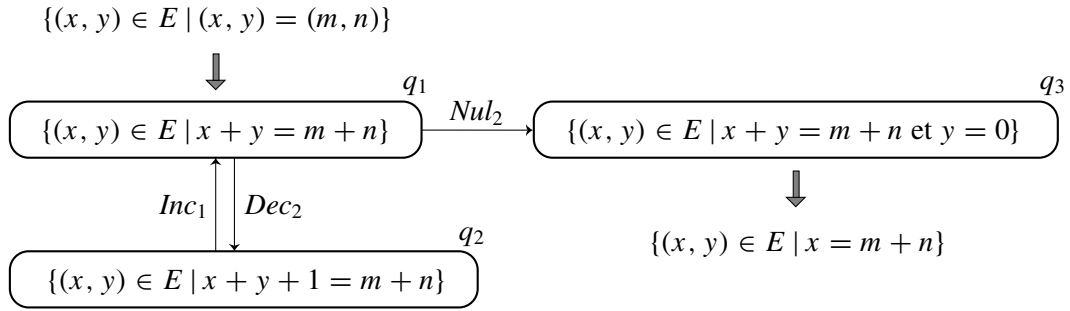 {(x, y) ∈ E | (x, y) = (m, n)}
q₁
q₃
{(x, y) ∈ E | x + y = m + n}
Nul₂
{(x, y) ∈ E | x + y = m + n et y = 0}
Inc₁
Dec₂
q₂
{(x, y) ∈ E | x = m + n}
{(x, y) ∈ E | x + y + 1 = m + n}